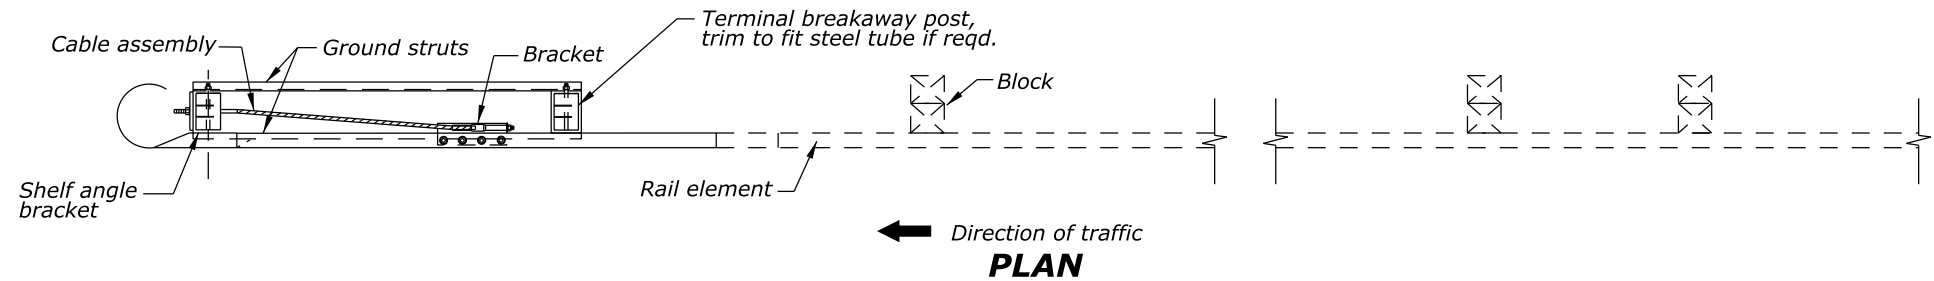 Terminal breakaway post,
trim to fit steel tube if reqd.
Cable assembly
Ground struts
Bracket
Block
Shelf angle
bracket
Rail element
Direction of traffic
PLAN